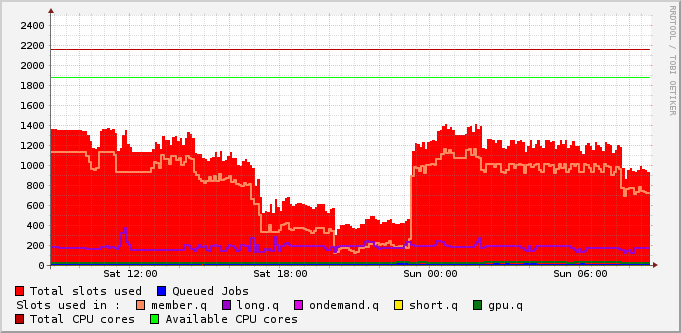 2400
2200
2000
1800
1600
1400
1200
1000
800
600
400
200
0
Sat 12:00 Sat 18:00 Sun 00:00 Sun 06:00
RRDTOOL / TOBI OETIKER
Total slots used Queued Jobs
Slots used in : member.q long.q ondemand.q short.q gpu.q
Total CPU cores Available CPU cores